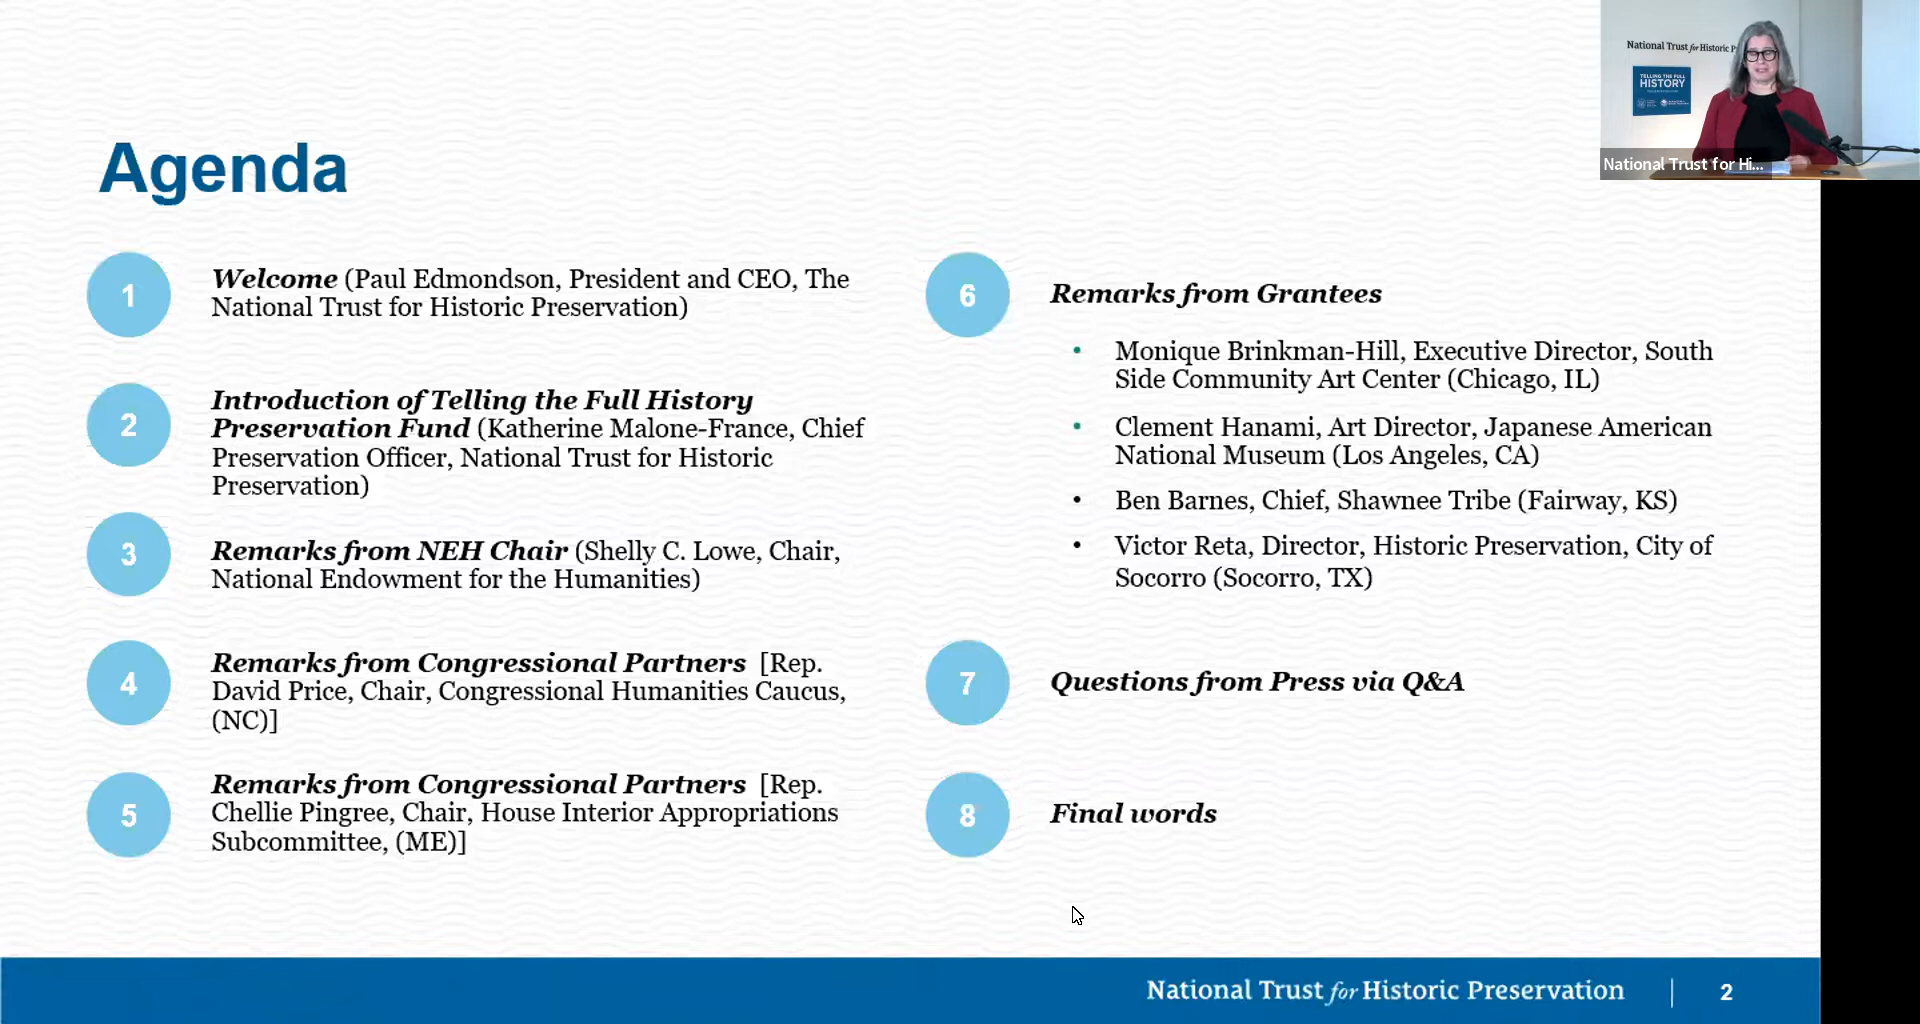 Agenda
1
Welcome (Paul Edmondson, President and CEO, The
National Trust for Historic Preservation)
2
Introduction of Telling the Full History
Preservation Fund (Katherine Malone-France, Chief
Preservation Officer, National Trust for Historic
Preservation)
3
Remarks from NEH Chair (Shelly C. Lowe, Chair,
National Endowment for the Humanities)
4
Remarks from Congressional Partners [Rep.
David Price, Chair, Congressional Humanities Caucus,
(NC)]
5
Remarks from Congressional Partners [Rep.
Chellie Pingree, Chair, House Interior Appropriations
Subcommittee, (ME)]
6
Remarks from Grantees
• Monique Brinkman-Hill, Executive Director, South
Side Community Art Center (Chicago, IL)
• Clement Hanami, Art Director, Japanese American
National Museum (Los Angeles, CA)
• Ben Barnes, Chief, Shawnee Tribe (Fairway, KS)
• Victor Reta, Director, Historic Preservation, City of
Socorro (Socorro, TX)
7
Questions from Press via Q&A
8
Final words
National Trust for Historic Preservation | 2
National Trust for Historic P
TELLING THE FULL
HISTORY
National Trust for Hi...